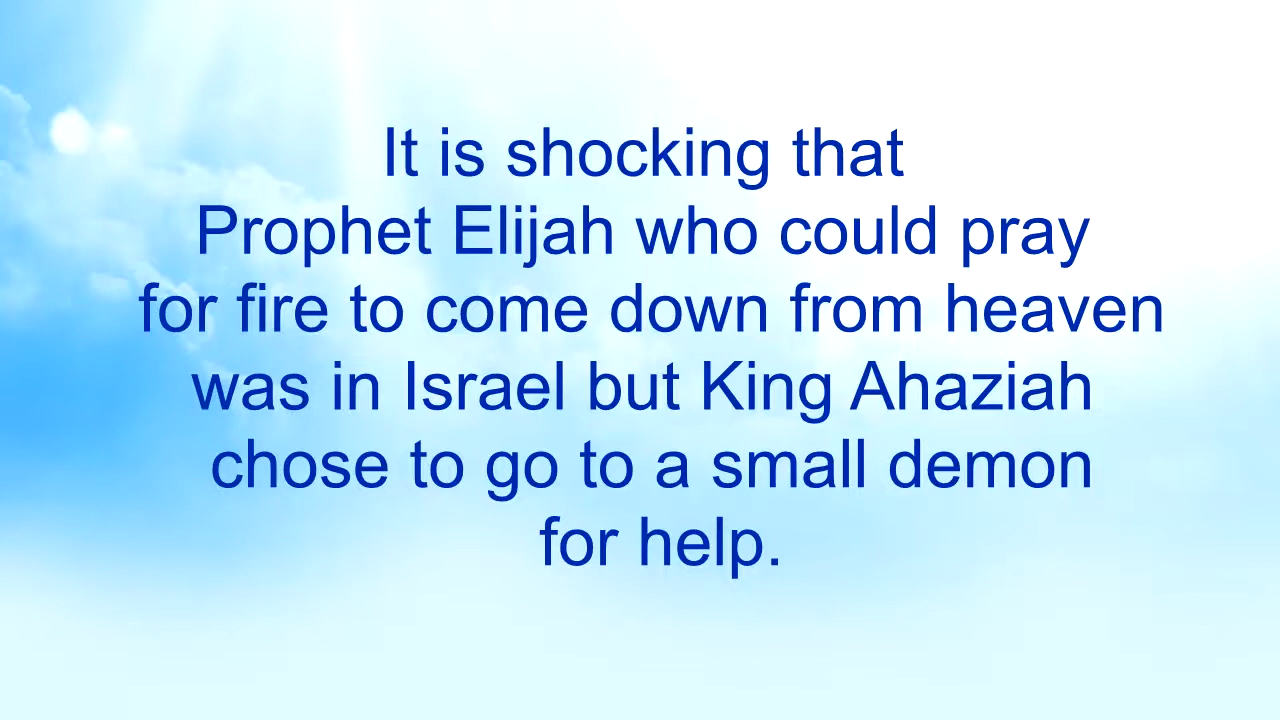 It is shocking that
Prophet Elijah who could pray
for fire to come down from heaven
was in Israel but King Ahaziah
chose to go to a small demon
for help.